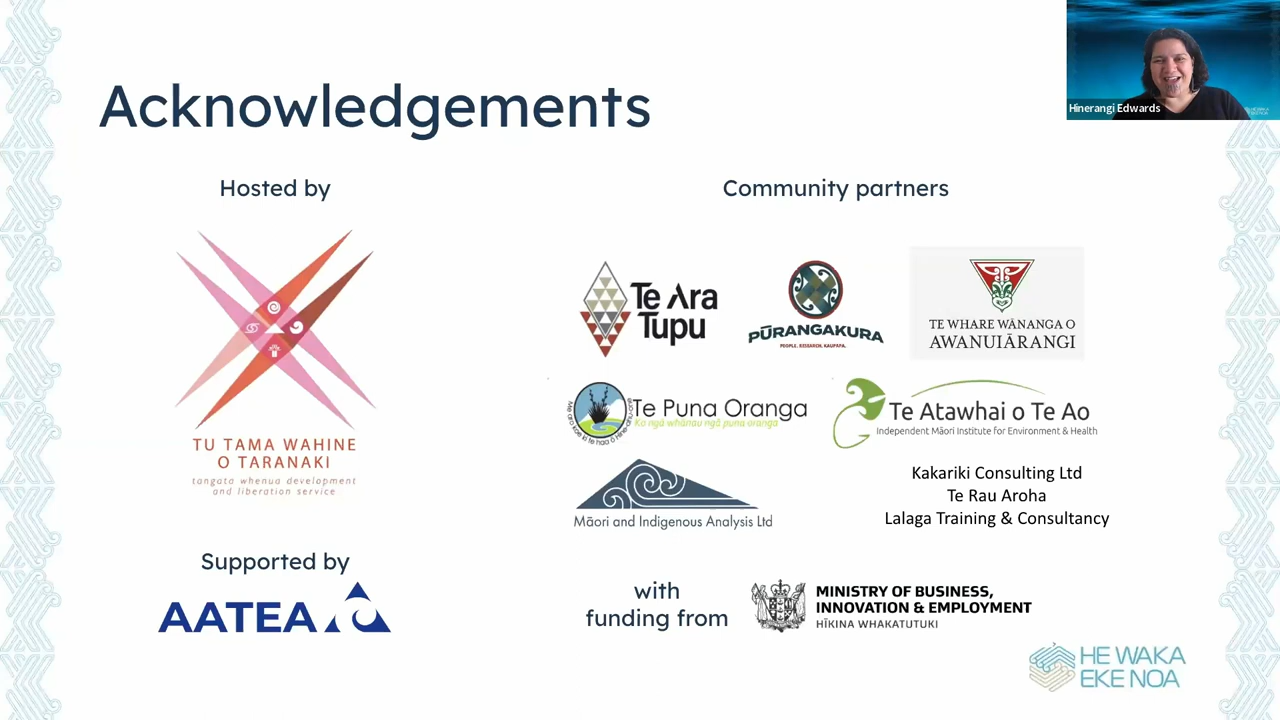 Acknowledgements
Hinerangi Edwards
Hosted by
TU TAMA WAHINE
O TARANAKI
tangata whenua development
and liberation service
Supported by
AATEA
Community partners
Te Ara
Tupu
PŪRANGAKURA
PEOPLE. RESEARCH. KAUPAPA.
TE WHARE WĀNANGA O
AWANUIĀRANGI
Te Puna Oranga
Ko ngā whānau ngā puna oranga
Te Atawhai o Te Ao
Independent Māori Institute for Environment & Health
Māori and Indigenous Analysis Ltd
Kakariki Consulting Ltd
Te Rau Aroha
Lalaga Training & Consultancy
with
funding from
MINISTRY OF BUSINESS,
INNOVATION & EMPLOYMENT
HĪKINA WHAKATUTUKI
HE WAKA
EKE NOA